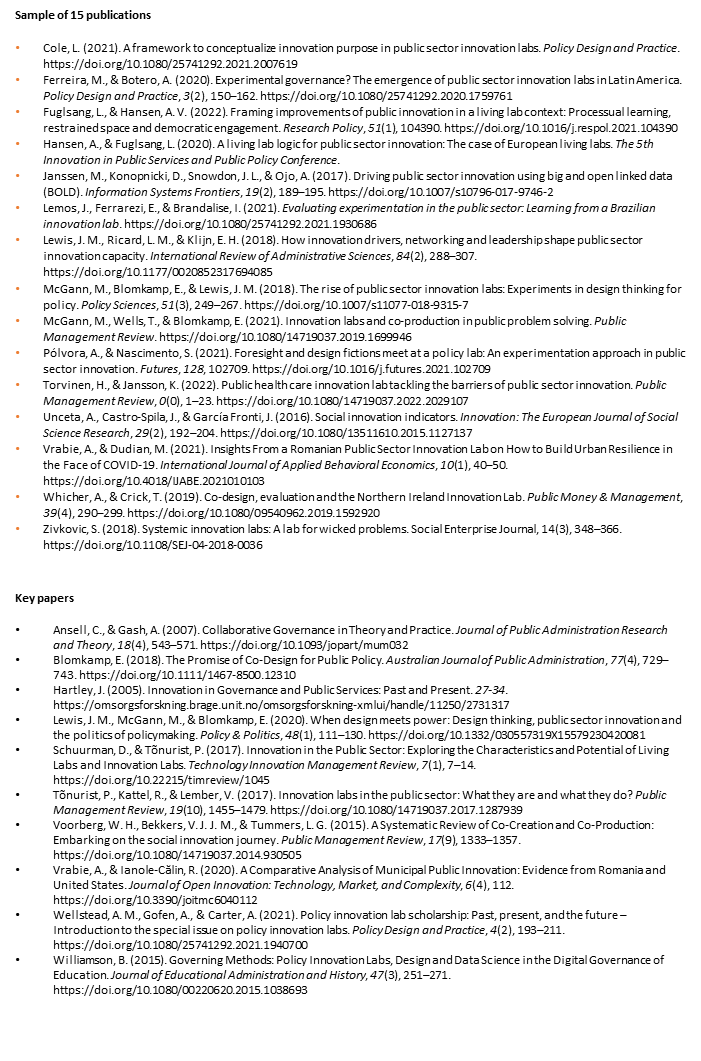 Sample of 15 publications
• Cole, L. (2021). A framework to conceptualize innovation purpose in public sector innovation labs. Policy Design and Practice.
https://doi.org/10.1080/25741292.2021.2007619
• Ferreira, M., & Botero, A. (2020). Experimental governance? The emergence of public sector innovation labs in Latin America.
Policy Design and Practice, 3(2), 150–162. https://doi.org/10.1080/25741292.2020.1759761
• Fuglsang, L., & Hansen, A. V. (2022). Framing improvements of public innovation in a living lab context: Processual learning,
restrained space and democratic engagement. Research Policy, 51(1), 104390. https://doi.org/10.1016/j.respol.2021.104390
• Hansen, A., & Fuglsang, L. (2020). A living lab logic for public sector innovation: The case of European living labs. The 5th
Innovation in Public Services and Public Policy Conference.
• Janssen, M., Konopnicki, D., Snowdon, J. L., & Ojo, A. (2017). Driving public sector innovation using big and open linked data
(BOLD). Information Systems Frontiers, 19(2), 189–195. https://doi.org/10.1007/s10796-017-9746-2
• Lemos, J., Ferrarezi, E., & Brandalise, I. (2021). Evaluating experimentation in the public sector: Learning from a Brazilian
innovation lab. https://doi.org/10.1080/25741292.2021.1930686
• Lewis, J. M., Ricard, L. M., & Klijn, E. H. (2018). How innovation drivers, networking and leadership shape public sector
innovation capacity. International Review of Administrative Sciences, 84(2), 288–307.
https://doi.org/10.1177/0020852317694085
• McGann, M., Blomkamp, E., & Lewis, J. M. (2018). The rise of public sector innovation labs: Experiments in design thinking for
policy. Policy Sciences, 51(3), 249–267. https://doi.org/10.1007/s11077-018-9315-7
• McGann, M., Wells, T., & Blomkamp, E. (2021). Innovation labs and co-production in public problem solving. Public
Management Review. https://doi.org/10.1080/14719037.2019.1699946
• Pólvora, A., & Nascimento, S. (2021). Foresight and design fictions meet at a policy lab: An experimentation approach in public
sector innovation. Futures, 128, 102709. https://doi.org/10.1016/j.futures.2021.102709
• Torvinen, H., & Jansson, K. (2022). Public health care innovation lab tackling the barriers of public sector innovation. Public
Management Review, 0(0), 1–23. https://doi.org/10.1080/14719037.2022.2029107
• Unceta, A., Castro-Spila, J., & García Fronti, J. (2016). Social innovation indicators. Innovation: The European Journal of Social
Science Research, 29(2), 192–204. https://doi.org/10.1080/13511610.2015.1127137
• Vrabie, A., & Dudian, M. (2021). Insights From a Romanian Public Sector Innovation Lab on How to Build Urban Resilience in
the Face of COVID-19. International Journal of Applied Behavioral Economics, 10(1), 40–50.
https://doi.org/10.4018/IJABE.2021010103
• Whicher, A., & Crick, T. (2019). Co-design, evaluation and the Northern Ireland Innovation Lab. Public Money & Management,
39(4), 290–299. https://doi.org/10.1080/09540962.2019.1592920
• Zivkovic, S. (2018). Systemic innovation labs: A lab for wicked problems. Social Enterprise Journal, 14(3), 348–366.
https://doi.org/10.1108/SEJ-04-2018-0036
Key papers
• Ansell, C., & Gash, A. (2007). Collaborative Governance in Theory and Practice. Journal of Public Administration Research
and Theory, 18(4), 543–571. https://doi.org/10.1093/jopart/mum032
• Blomkamp, E. (2018). The Promise of Co-Design for Public Policy. Australian Journal of Public Administration, 77(4), 729–
743. https://doi.org/10.1111/1467-8500.12310
• Hartley, J. (2005). Innovation in Governance and Public Services: Past and Present. 27-34.
https://omsorgsforskning.brage.unit.no/omsorgsforskning-xmlui/handle/11250/2731317
• Lewis, J. M., McGann, M., & Blomkamp, E. (2020). When design meets power: Design thinking, public sector innovation and
the politics of policymaking. Policy & Politics, 48(1), 111–130. https://doi.org/10.1332/030557319X15579230420081
• Schuurman, D., & Tõnurist, P. (2017). Innovation in the Public Sector: Exploring the Characteristics and Potential of Living
Labs and Innovation Labs. Technology Innovation Management Review, 7(1), 7–14.
https://doi.org/10.22215/timreview/1045
• Tõnurist, P., Kattel, R., & Lember, V. (2017). Innovation labs in the public sector: What they are and what they do? Public
Management Review, 19(10), 1455–1479. https://doi.org/10.1080/14719037.2017.1287939
• Voorberg, W. H., Bekkers, V. J. J. M., & Tummers, L. G. (2015). A Systematic Review of Co-Creation and Co-Production:
Embarking on the social innovation journey. Public Management Review, 17(9), 1333–1357.
https://doi.org/10.1080/14719037.2014.930505
• Vrabie, A., & Ianole-Călin, R. (2020). A Comparative Analysis of Municipal Public Innovation: Evidence from Romania and
United States. Journal of Open Innovation: Technology, Market, and Complexity, 6(4), 112.
https://doi.org/10.3390/joitmc6040112
• Wellstead, A. M., Gofen, A., & Carter, A. (2021). Policy innovation lab scholarship: Past, present, and the future –
Introduction to the special issue on policy innovation labs. Policy Design and Practice, 4(2), 193–211.
https://doi.org/10.1080/25741292.2021.1940700
• Williamson, B. (2015). Governing Methods: Policy Innovation Labs, Design and Data Science in the Digital Governance of
Education. Journal of Educational Administration and History, 47(3), 251–271.
https://doi.org/10.1080/00220620.2015.1038693